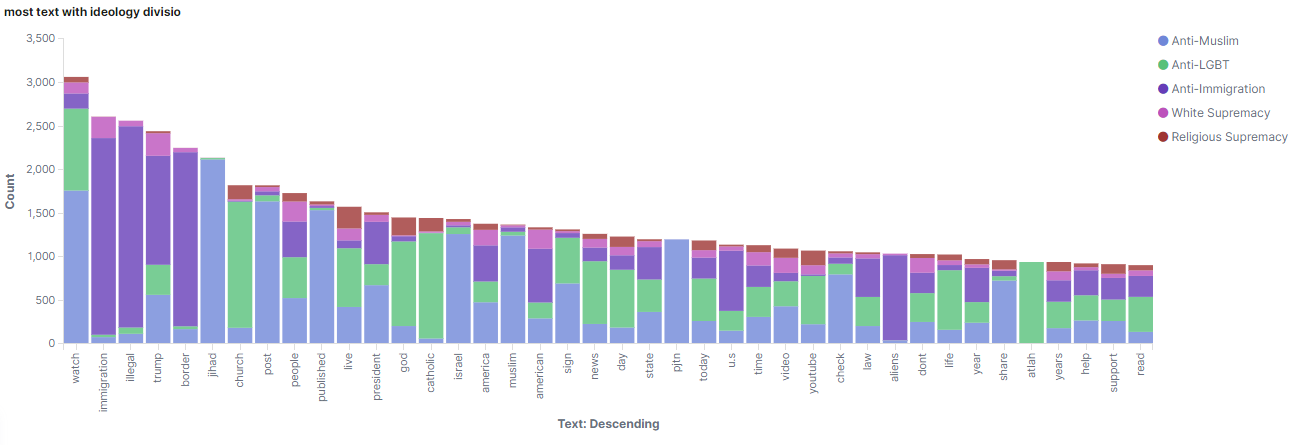 most text with ideology divisio
3,500
3,000
2,500
2,000
1,500
1,000
500
0
Count
watch
immigration
illegal
trump
border
jihad
church
post
people
published
live
president
god
catholic
israel
america
muslim
american
sign
news
day
state
pjtn
today
u.s
time
video
youtube
check
law
aliens
dont
life
year
share
atlah
years
help
support
read
Text: Descending
Anti-Muslim
Anti-LGBT
Anti-Immigration
White Supremacy
Religious Supremacy